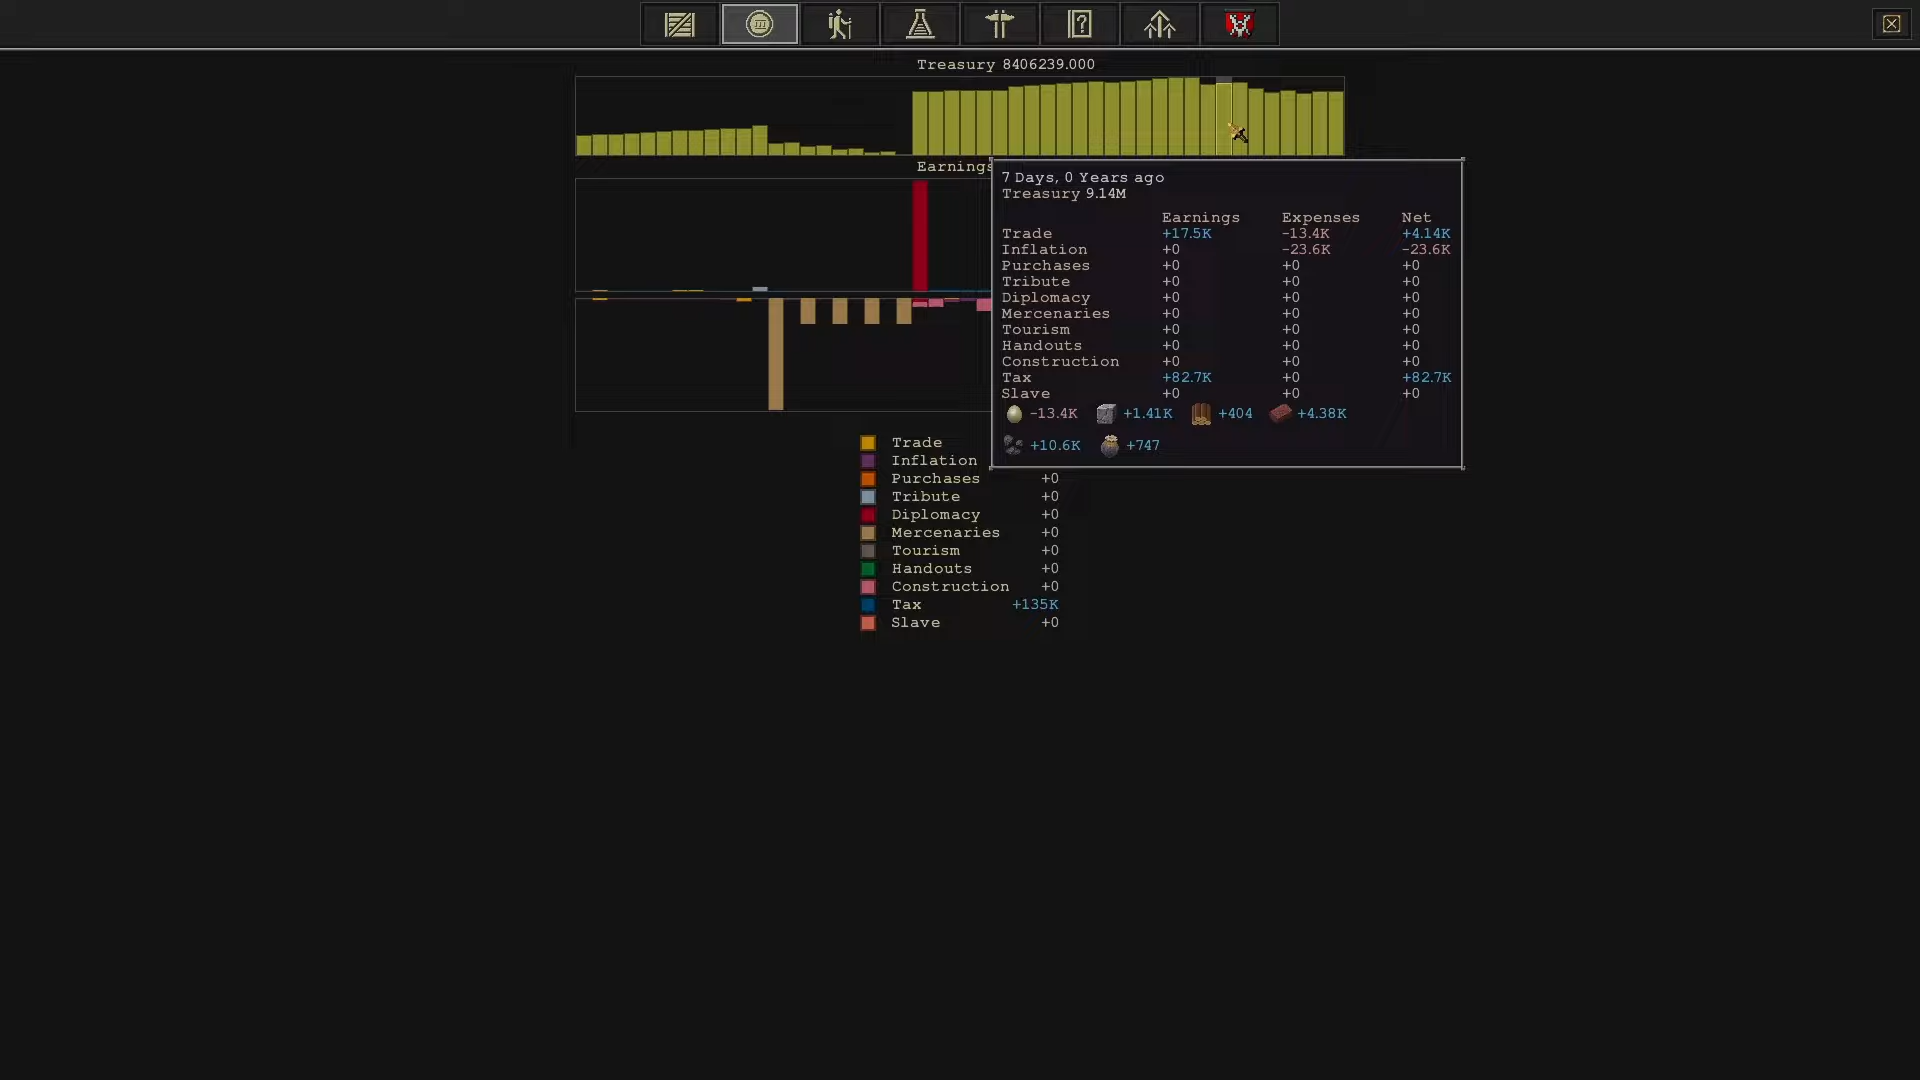 Treasury 8406239.000
Earnings
7 Days, 0 Years ago
Treasury 9.14M
Earnings Expenses Net
Trade +17.5K -13.4K +4.14K
Inflation +0 -23.6K -23.6K
Purchases +0 +0 +0
Tribute +0 +0 +0
Diplomacy +0 +0 +0
Mercenaries +0 +0 +0
Tourism +0 +0 +0
Handouts +0 +0 +0
Construction +0 +0 +0
Tax +82.7K +0 +82.7K
Slave +0 +0 +0
-13.4K +1.41K +404 +4.38K
+10.6K +747
Trade
Inflation
Purchases +0
Tribute +0
Diplomacy +0
Mercenaries +0
Tourism +0
Handouts +0
Construction +0
Tax +135K
Slave +0